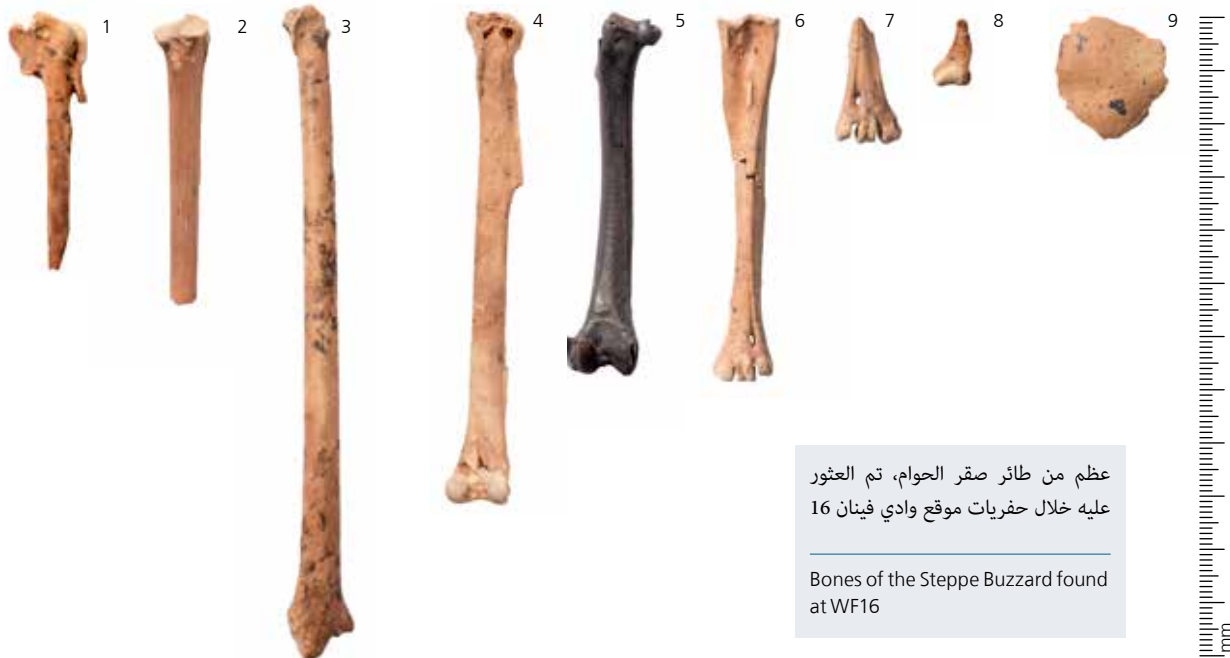 1
2
3
4
5
6
7
8
9
عظم من طائر صقر الحوام، تم العثور
عليه خلال حفريات موقع وادي فينان 16
Bones of the Steppe Buzzard found
at WF16
mm